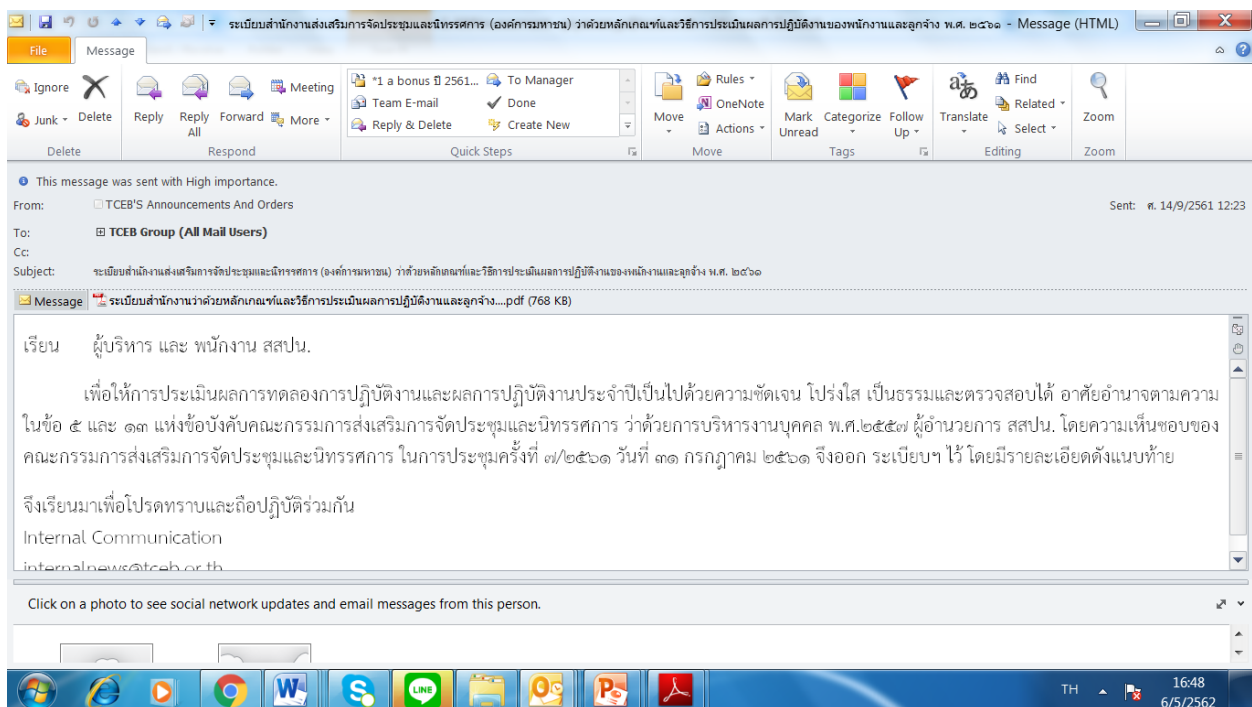 ระเบียบสำนักงานส่งเสริมการจัดประชุมและนิทรรศการ (องค์การมหาชน) ว่าด้วยหลักเกณฑ์และวิธีการประเมินผลการปฏิบัติงานของพนักงานและลูกจ้าง พ.ศ. ๒๕๖๑ - Message (HTML)
File Message
Ignore Delete Reply Reply All Forward Meeting *1 a bonus ปี 2561... To Manager Move Rules OneNote Mark Unread Categorize Follow Up Translate Find Related Zoom
Junk More Team E-mail Done Actions Select
Reply & Delete Create New
Delete Respond Quick Steps Move Tags Editing Zoom
This message was sent with High importance.
From: TCEB'S Announcements And Orders Sent: ศ. 14/9/2561 12:23
To: TCEB Group (All Mail Users)
Cc:
Subject: ระเบียบสำนักงานส่งเสริมการจัดประชุมและนิทรรศการ (องค์การมหาชน) ว่าด้วยหลักเกณฑ์และวิธีการประเมินผลการปฏิบัติงานของพนักงานและลูกจ้าง พ.ศ. ๒๕๖๑
Message ระเบียบสำนักงานว่าด้วยหลักเกณฑ์และวิธีการประเมินผลการปฏิบัติงานและลูกจ้าง....pdf (768 KB)
เรียน ผู้บริหาร และ พนักงาน สสปน.
เพื่อให้การประเมินผลการทดลองการปฏิบัติงานและผลการปฏิบัติงานประจำปีเป็นไปด้วยความชัดเจน โปร่งใส เป็นธรรมและตรวจสอบได้ อาศัยอำนาจตามความ
ในข้อ ๕ และ ๑๓ แห่งข้อบังคับคณะกรรมการส่งเสริมการจัดประชุมและนิทรรศการ ว่าด้วยการบริหารงานบุคคล พ.ศ.๒๕๕๗ ผู้อำนวยการ สสปน. โดยความเห็นชอบของ
คณะกรรมการส่งเสริมการจัดประชุมและนิทรรศการ ในการประชุมครั้งที่ ๗/๒๕๖๑ วันที่ ๓๑ กรกฎาคม ๒๕๖๑ จึงออก ระเบียบฯ ไว้ โดยมีรายละเอียดดังแนบท้าย
จึงเรียนมาเพื่อโปรดทราบและถือปฏิบัติร่วมกัน
Internal Communication
internalnews@tceb.or.th
Click on a photo to see social network updates and email messages from this person.
LINE
TH 16:48
6/5/2562